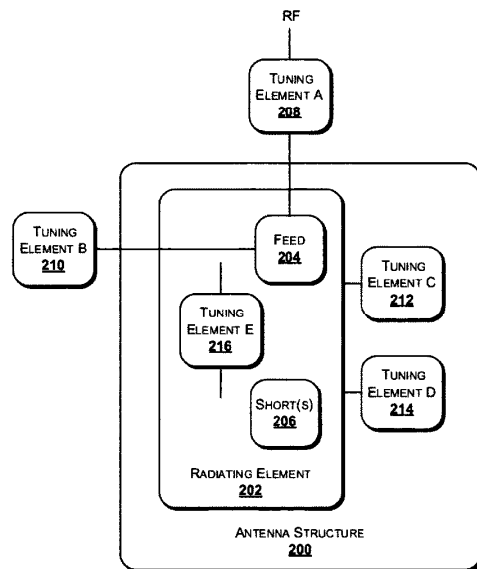 RF
TUNING
ELEMENT A
208
TUNING
ELEMENT B
210
FEED
204
TUNING
ELEMENT C
212
TUNING
ELEMENT E
216
TUNING
ELEMENT D
214
SHORT(S)
206
RADIATING ELEMENT
202
ANTENNA STRUCTURE
200